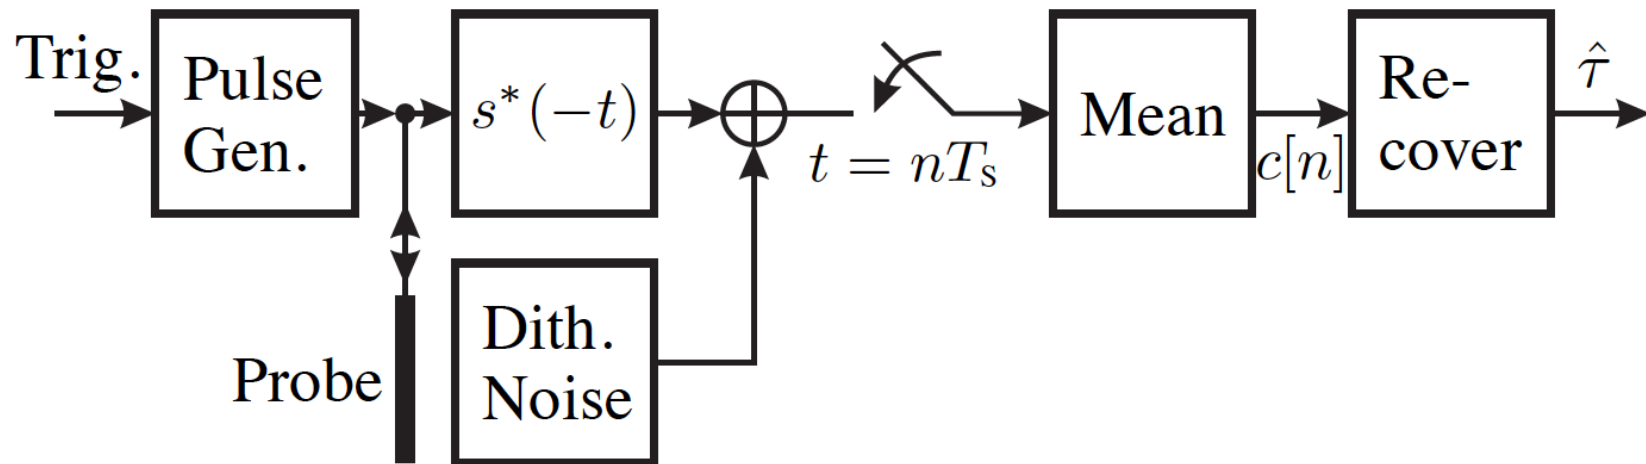 Trig.
Pulse
Gen.
s*(−t)
t = nTₛ
Mean
c[n]
Re-
cover
τ̂
Probe
Dith.
Noise